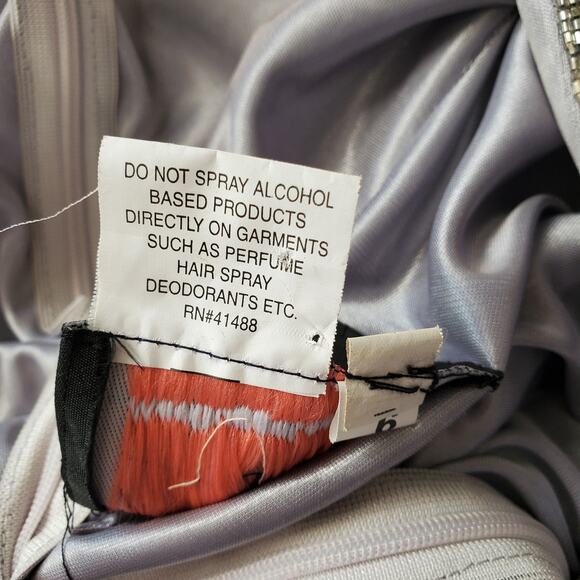 DO NOT SPRAY ALCOHOL
BASED PRODUCTS
DIRECTLY ON GARMENTS
SUCH AS PERFUME
HAIR SPRAY
DEODORANTS ETC.
RN#41488